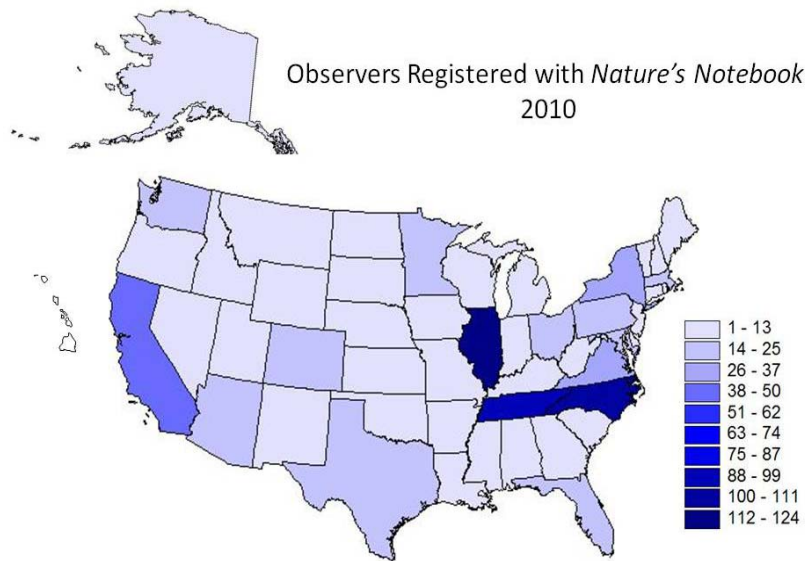 Observers Registered with Nature's Notebook
2010
1 - 13
14 - 25
26 - 37
38 - 50
51 - 62
63 - 74
75 - 87
88 - 99
100 - 111
112 - 124